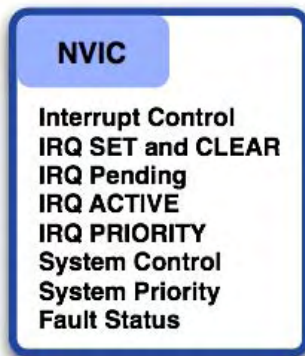 NVIC
Interrupt Control
IRQ SET and CLEAR
IRQ Pending
IRQ ACTIVE
IRQ PRIORITY
System Control
System Priority
Fault Status